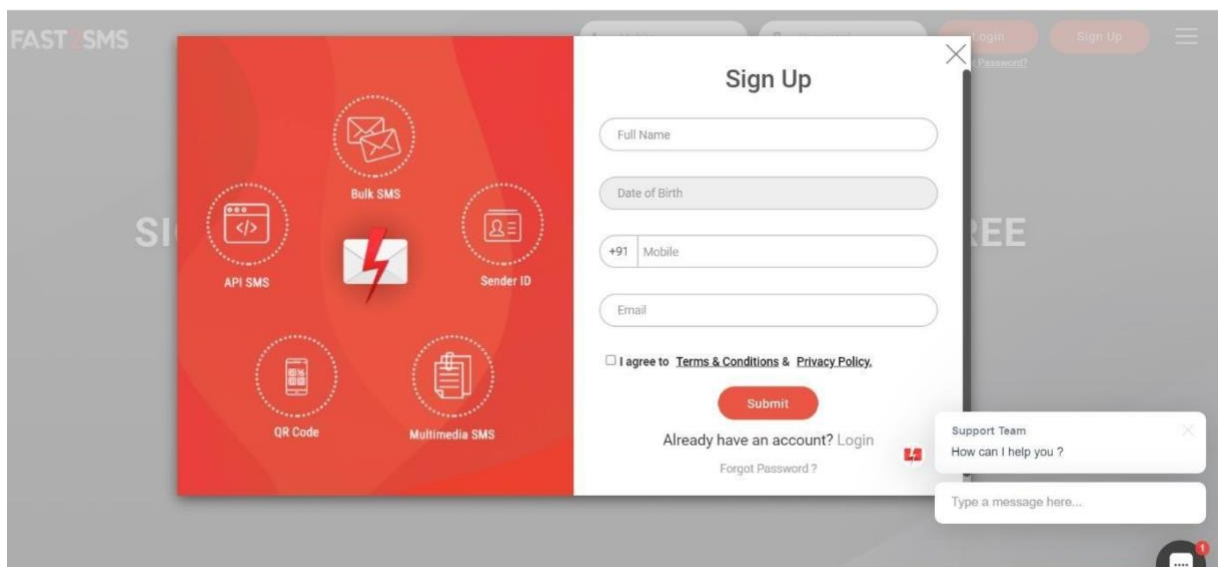 FAST2SMS
Login
Sign Up
Password?
SI
REE
Bulk SMS
API SMS
Sender ID
QR Code
Multimedia SMS
Sign Up
Full Name
Date of Birth
+91 Mobile
Email
I agree to Terms & Conditions & Privacy Policy.
Submit
Already have an account? Login
Forgot Password ?
Support Team
How can I help you ?
Type a message here...
1